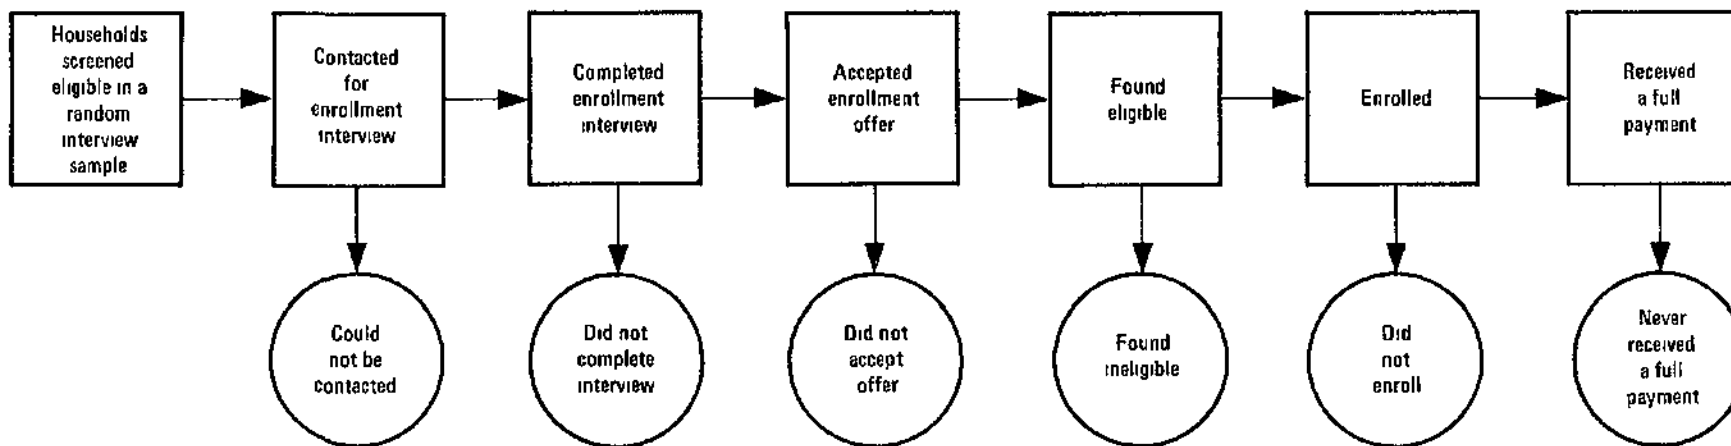 Households
screened
eligible in a
random
interview
sample
Contacted
for
enrollment
interview
Completed
enrollment
interview
Accepted
enrollment
offer
Found
eligible
Enrolled
Received
a full
payment
Could
not be
contacted
Did not
complete
interview
Did not
accept
offer
Found
ineligible
Did
not
enroll
Never
received
a full
payment